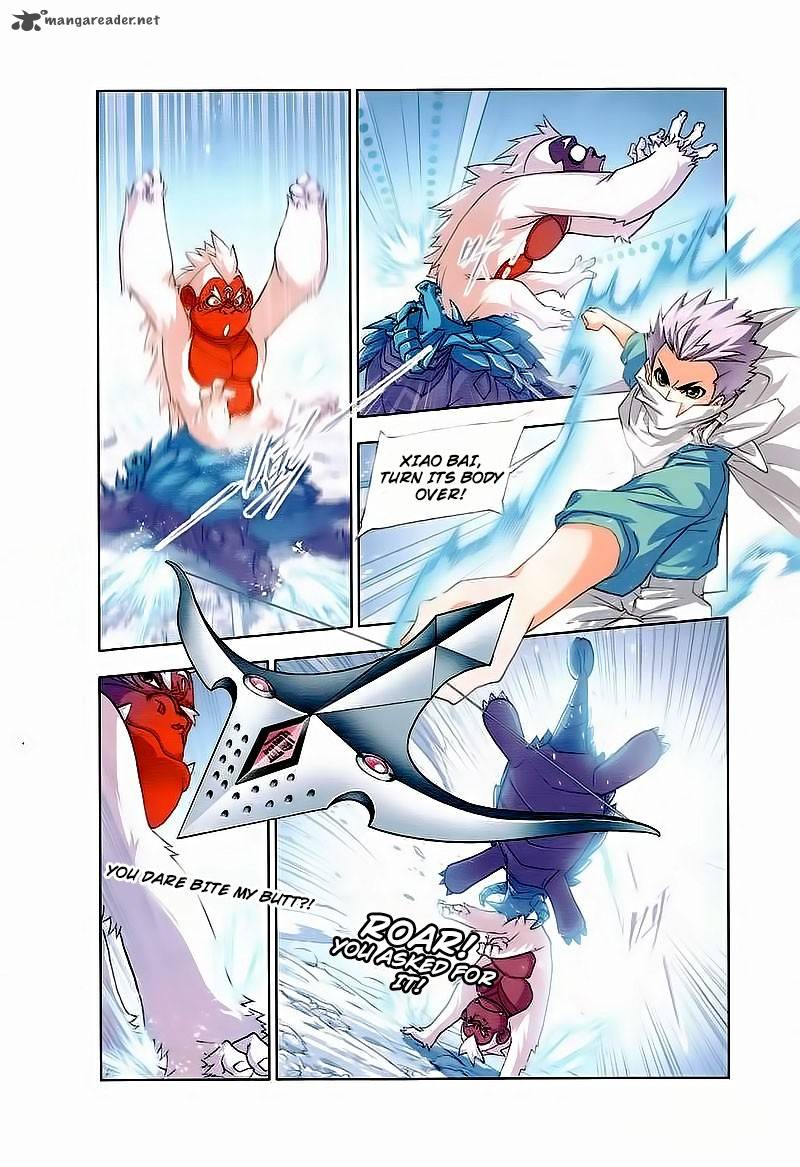 mangareader.net
XIAO BAI,
TURN ITS BODY
OVER!
YOU DARE BITE MY BUTT?!
ROAR!
YOU ASKED FOR
IT!